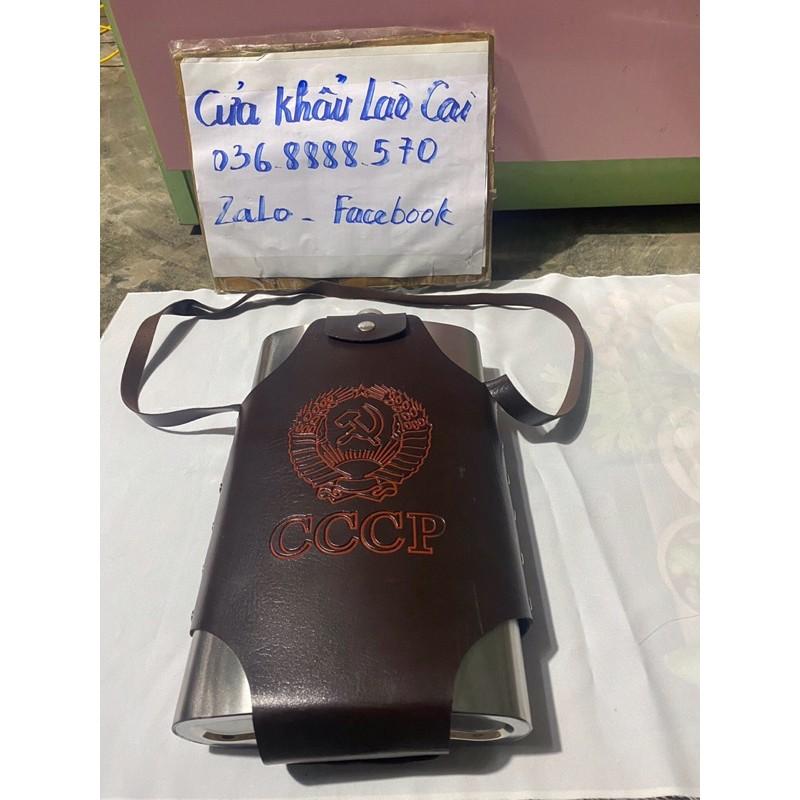 Cửa Khẩu Lào Cai
036.8888.570
Zalo - Facebook
CCCP